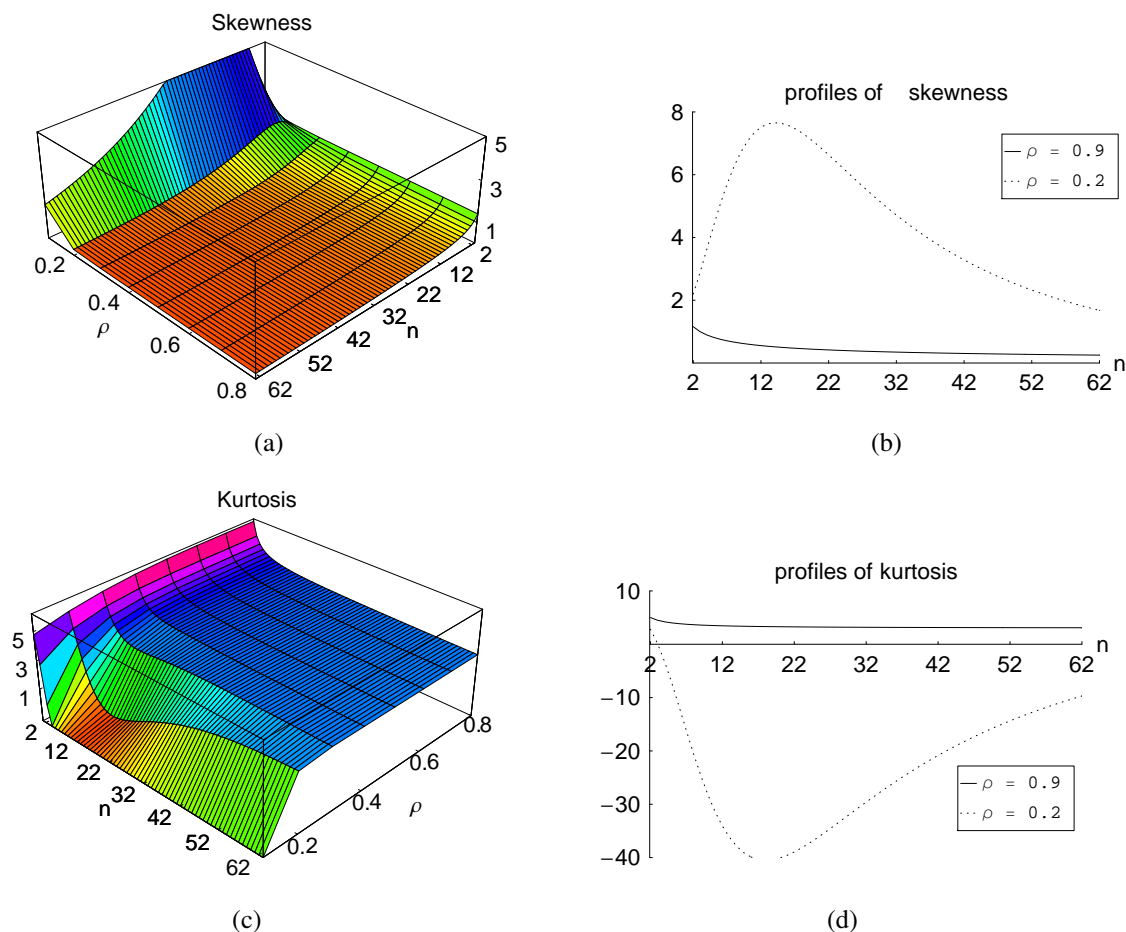 Skewness
5
3
1
0.2
0.4
ρ
0.6
0.8
2
12
22
32
n
42
52
62
(a)
profiles of skewness
8
6
4
2
ρ = 0.9
ρ = 0.2
2 12 22 32 42 52 62
n
(b)
Kurtosis
5
3
1
2
12
22
n
32
42
52
62
0.2
0.4
ρ
0.6
0.8
(c)
profiles of kurtosis
10
n
2 12 22 32 42 52 62
−10
−20
−30
−40
ρ = 0.9
ρ = 0.2
(d)